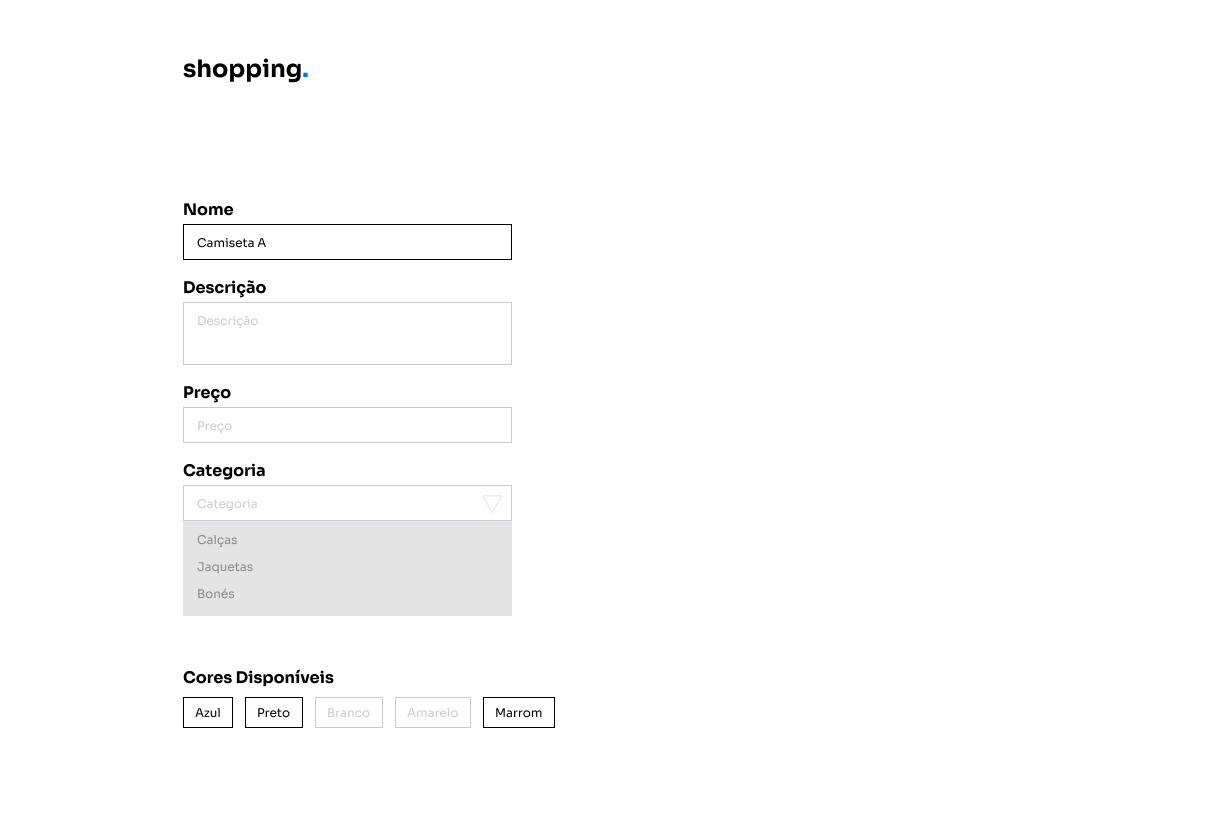 shopping.
Nome
Camiseta A
Descrição
Descrição
Preço
Preço
Categoria
Categoria
Calças
Jaquetas
Bonés
Cores Disponíveis
Azul Preto Branco Amarelo Marrom